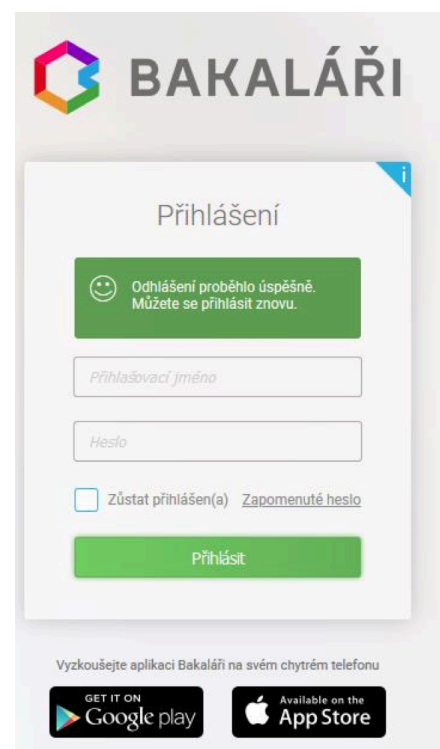 BAKALÁŘI
i
Přihlášení
Odhlášení proběhlo úspěšně.
Můžete se přihlásit znovu.
Přihlašovací jméno
Heslo
Zůstat přihlášen(a) Zapomenuté heslo
Přihlásit
Vyzkoušejte aplikaci Bakaláři na svém chytrém telefonu
GET IT ON
Google play
Available on the
App Store